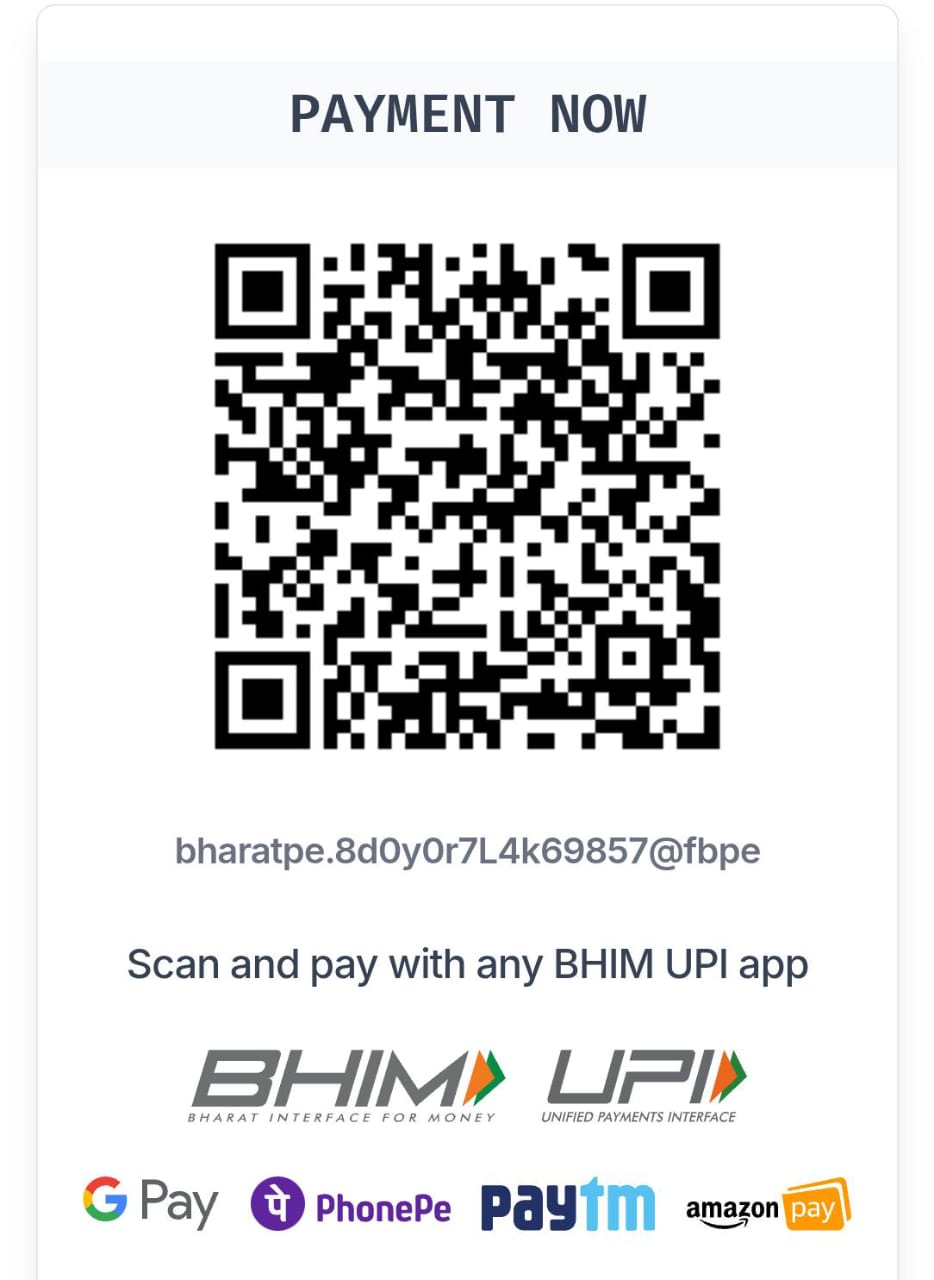 PAYMENT NOW
bharatpe.8d0y0r7L4k69857@fbpe
Scan and pay with any BHIM UPI app
BHIM UPI
BHARAT INTERFACE FOR MONEY UNIFIED PAYMENTS INTERFACE
G Pay पे PhonePe paytm amazon pay